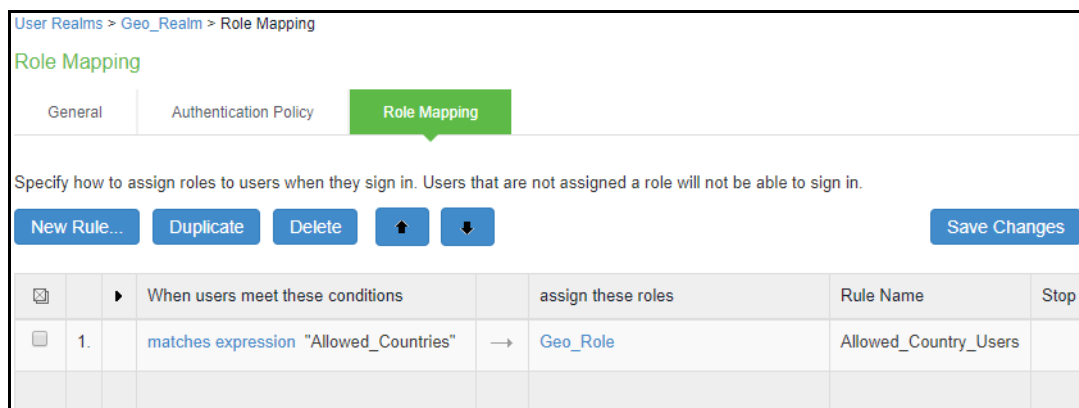 User Realms > Geo_Realm > Role Mapping
Role Mapping
General Authentication Policy Role Mapping
Specify how to assign roles to users when they sign in. Users that are not assigned a role will not be able to sign in.
New Rule... Duplicate Delete Save Changes
When users meet these conditions assign these roles Rule Name Stop
1. matches expression "Allowed_Countries" → Geo_Role Allowed_Country_Users